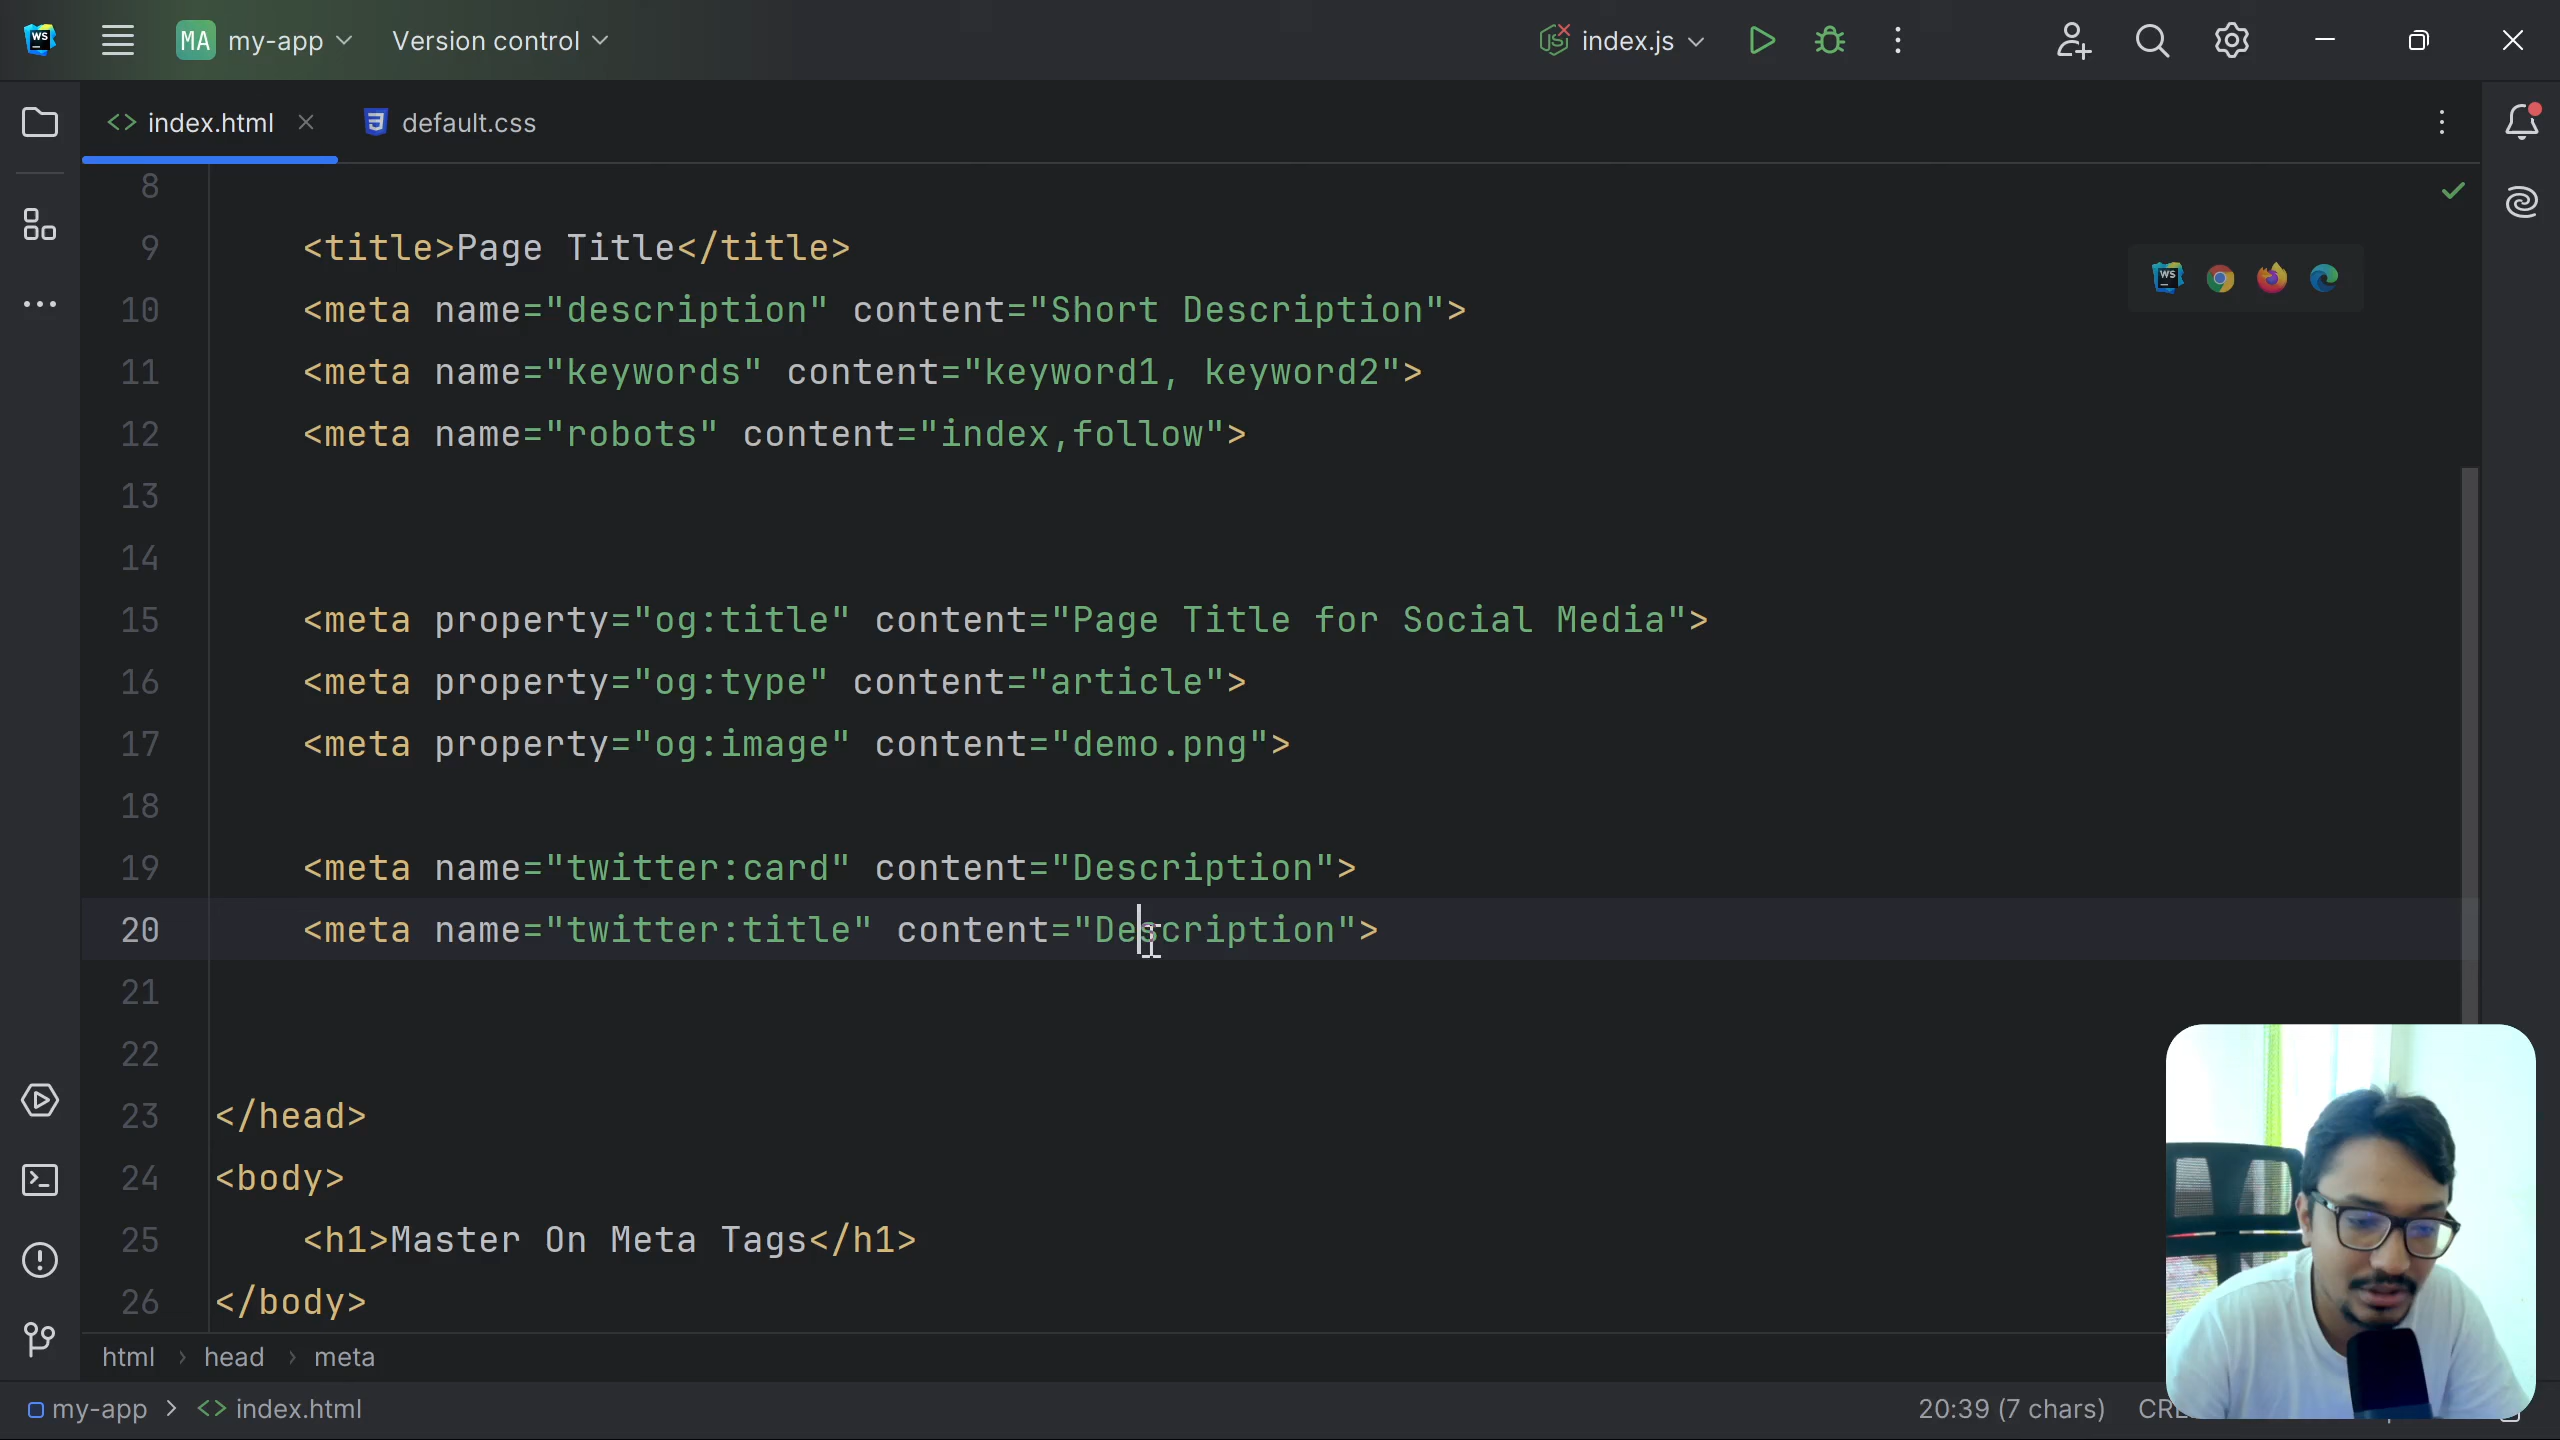 WS
MA my-app Version control index.js
index.html default.css
8
9 <title>Page Title</title>
10 <meta name="description" content="Short Description">
11 <meta name="keywords" content="keyword1, keyword2">
12 <meta name="robots" content="index,follow">
13
14
15 <meta property="og:title" content="Page Title for Social Media">
16 <meta property="og:type" content="article">
17 <meta property="og:image" content="demo.png">
18
19 <meta name="twitter:card" content="Description">
20 <meta name="twitter:title" content="Description">
21
22
23 </head>
24 <body>
25 <h1>Master On Meta Tags</h1>
26 </body>
html › head › meta
my-app > <> index.html 20:39 (7 chars)